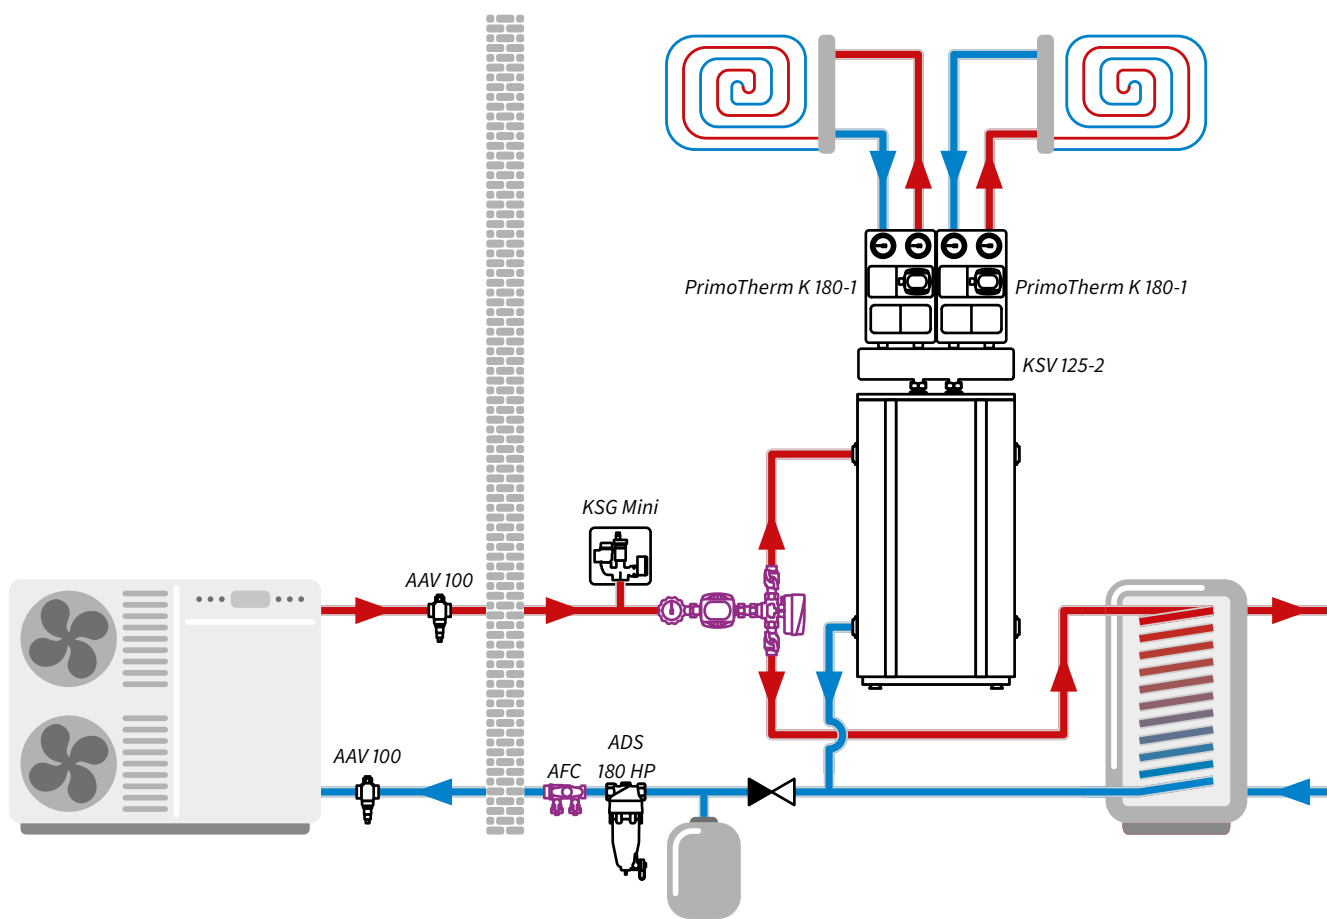 PrimoTherm K 180-1
PrimoTherm K 180-1
KSV 125-2
KSG Mini
AAV 100
AAV 100
AFC
ADS
180 HP